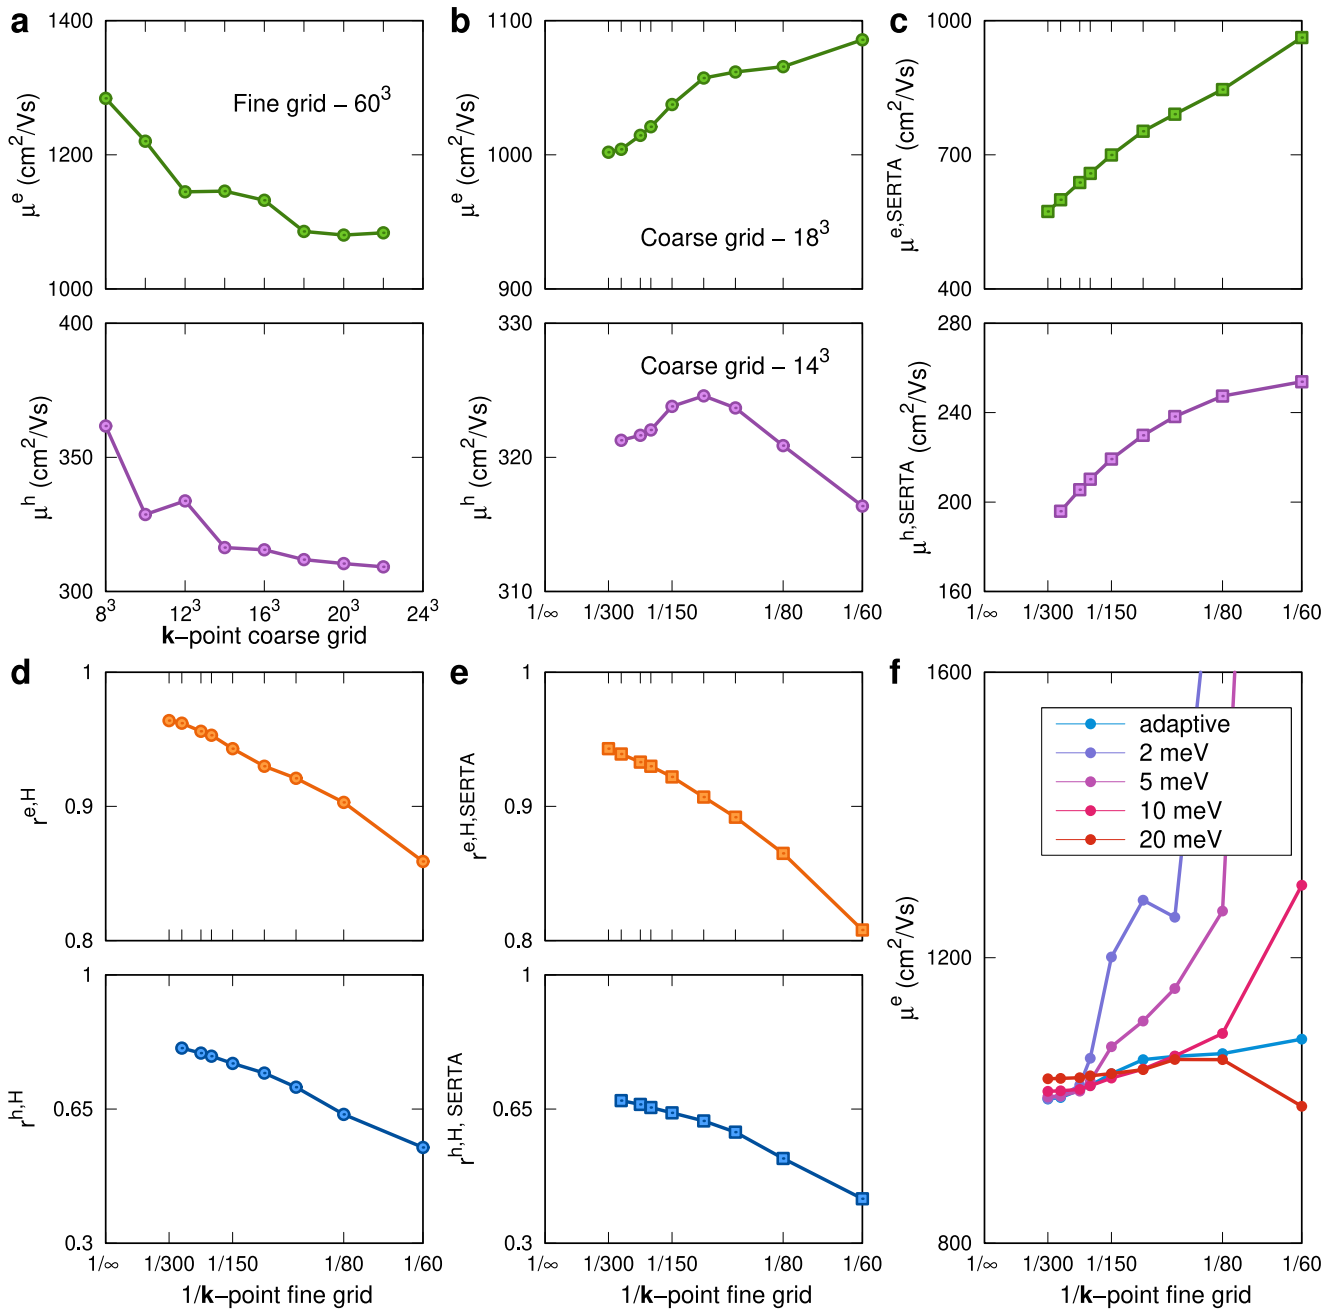 a
1400
1200
1000
μe (cm2/Vs)
Fine grid – 60³
400
350
300
μh (cm2/Vs)
8³ 12³ 16³ 20³ 24³
k–point coarse grid
b
1100
1000
900
μe (cm2/Vs)
Coarse grid – 18³
330
320
310
μh (cm2/Vs)
Coarse grid – 14³
1/∞ 1/300 1/150 1/80 1/60
c
1000
700
400
μe,SERTA (cm2/Vs)
280
240
200
160
μh,SERTA (cm2/Vs)
1/∞ 1/300 1/150 1/80 1/60
d
1
0.9
0.8
re,H
1
0.65
0.3
rh,H
1/∞ 1/300 1/150 1/80 1/60
1/k–point fine grid
e
1
0.9
0.8
re,H,SERTA
1
0.65
0.3
rh,H, SERTA
1/∞ 1/300 1/150 1/80 1/60
1/k–point fine grid
f
1600
1200
800
μe (cm2/Vs)
adaptive
2 meV
5 meV
10 meV
20 meV
1/∞ 1/300 1/150 1/80 1/60
1/k–point fine grid